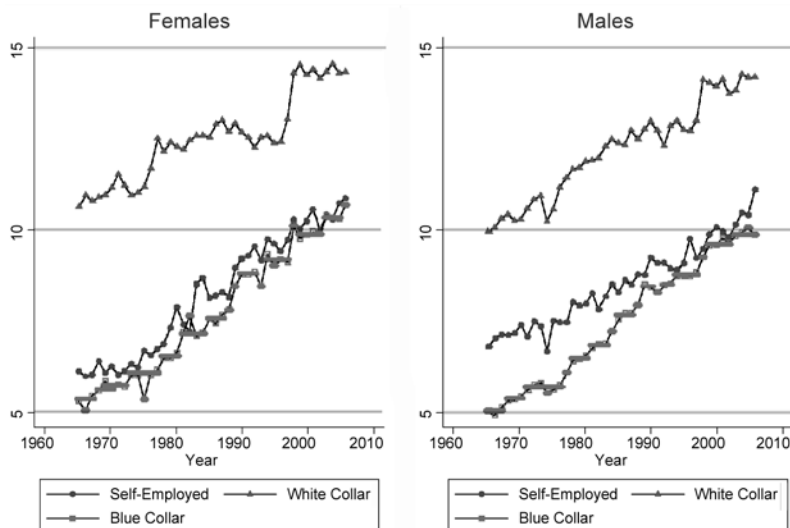 Females
15
10
5
1960 1970 1980 1990 2000 2010
Year
Self-Employed White Collar
Blue Collar
Males
15
10
5
1960 1970 1980 1990 2000 2010
Year
Self-Employed White Collar
Blue Collar